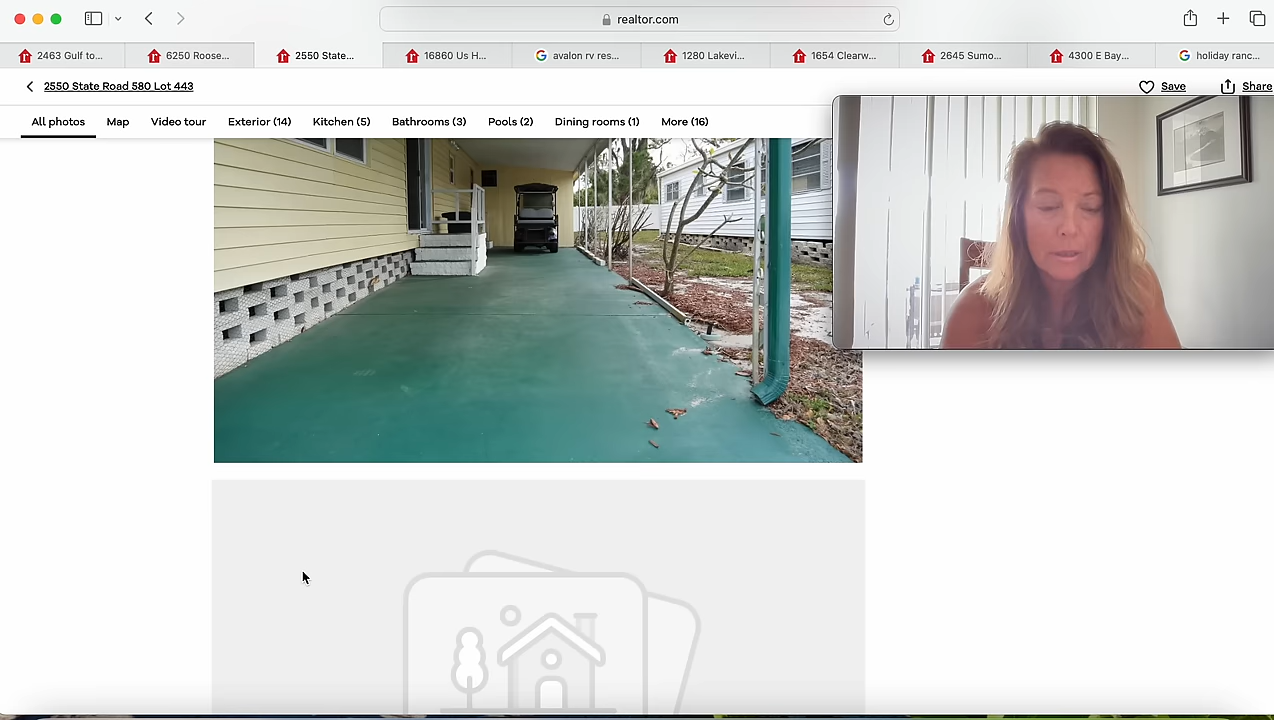 realtor.com
2463 Gulf to...
6250 Roose...
2550 State...
16860 Us H...
avalon rv res...
1280 Lakevi...
1654 Clearw...
2645 Sumo...
4300 E Bay...
holiday ranc...
2550 State Road 580 Lot 443
Save
Share
All photos
Map
Video tour
Exterior (14)
Kitchen (5)
Bathrooms (3)
Pools (2)
Dining rooms (1)
More (16)